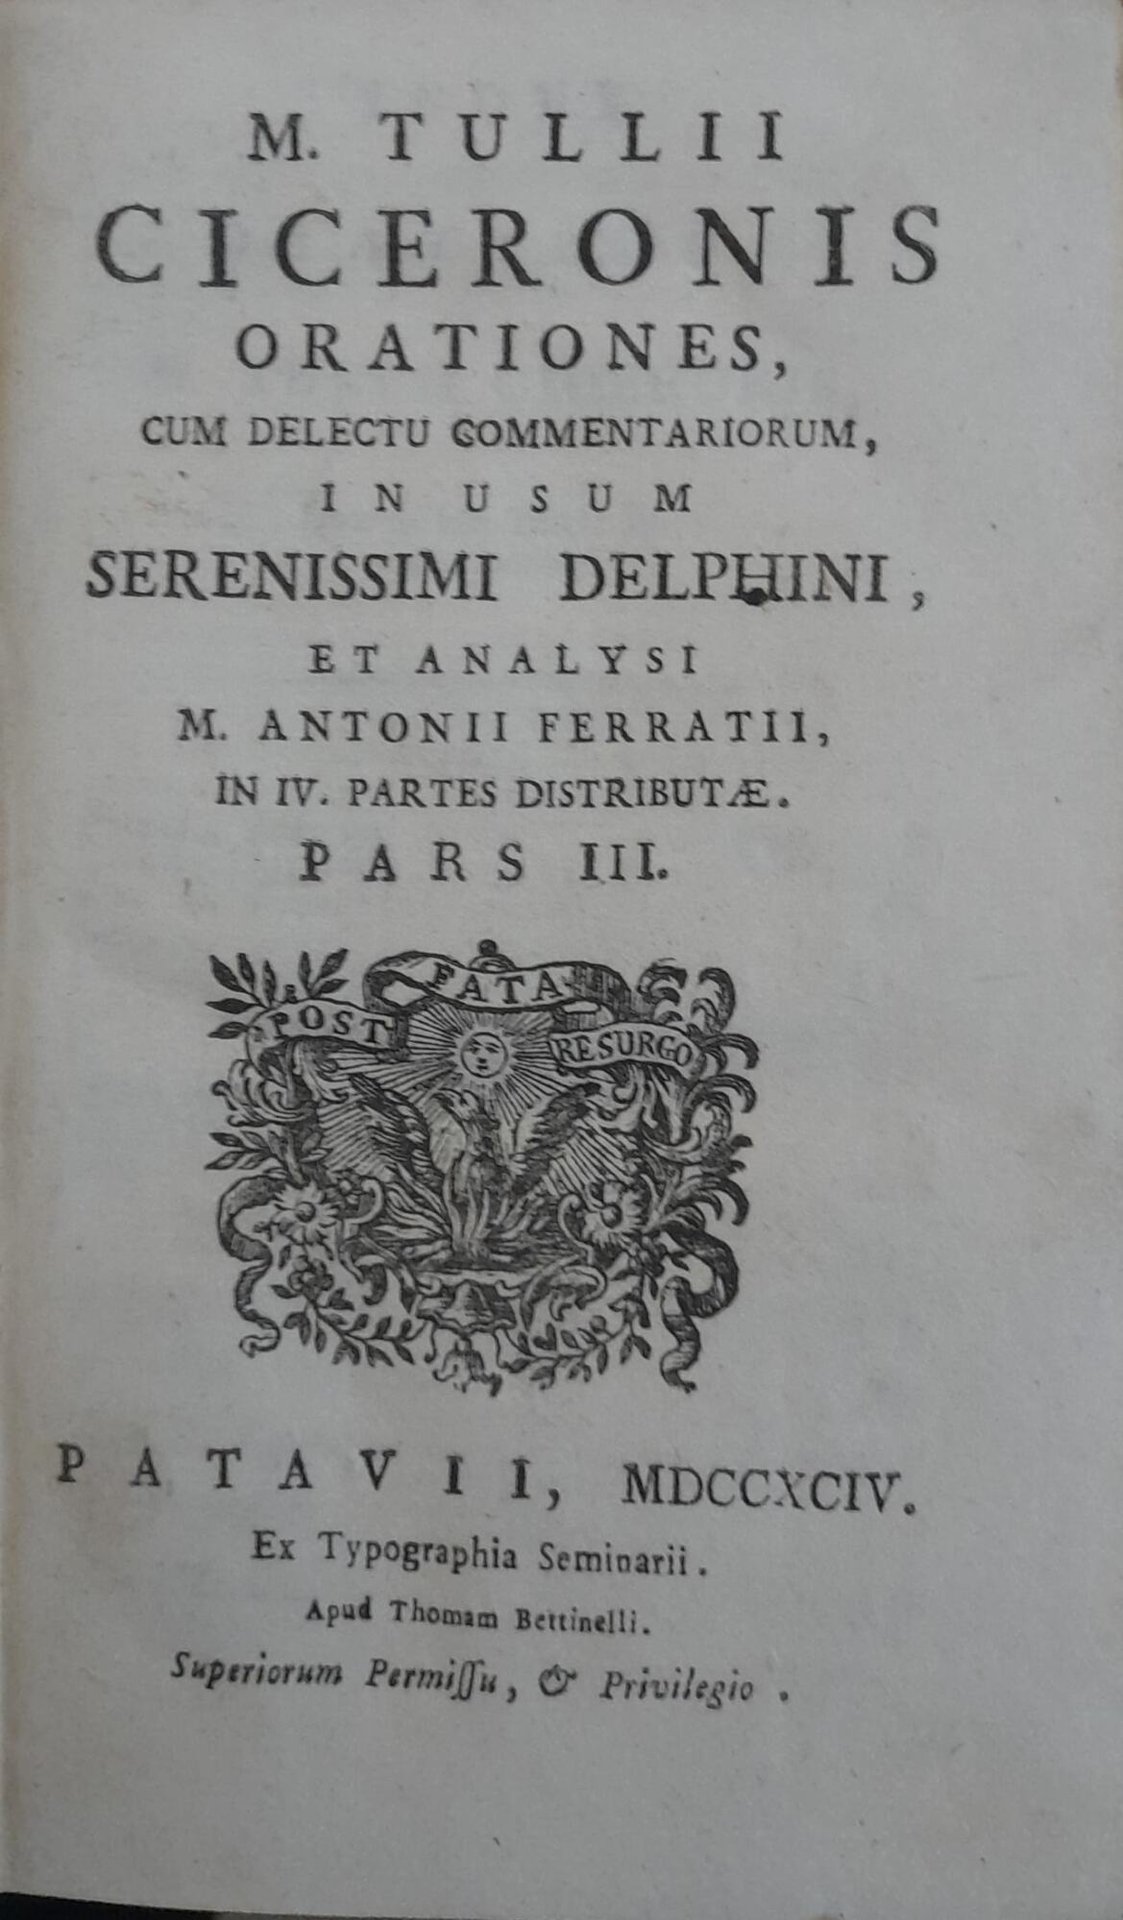 M. TULLII
CICERONIS
ORATIONES,
CUM DELECTU COMMENTARIORUM,
IN USUM
SERENISSIMI DELPHINI,
ET ANALYSI
M. ANTONII FERRATII,
IN IV. PARTES DISTRIBUTÆ.
PARS III.
POST FATA RESURGO
PATAVII, MDCCXCIV.
Ex Typographia Seminarii.
Apud Thomam Bettinelli.
Superiorum Permiſſu, & Privilegio.